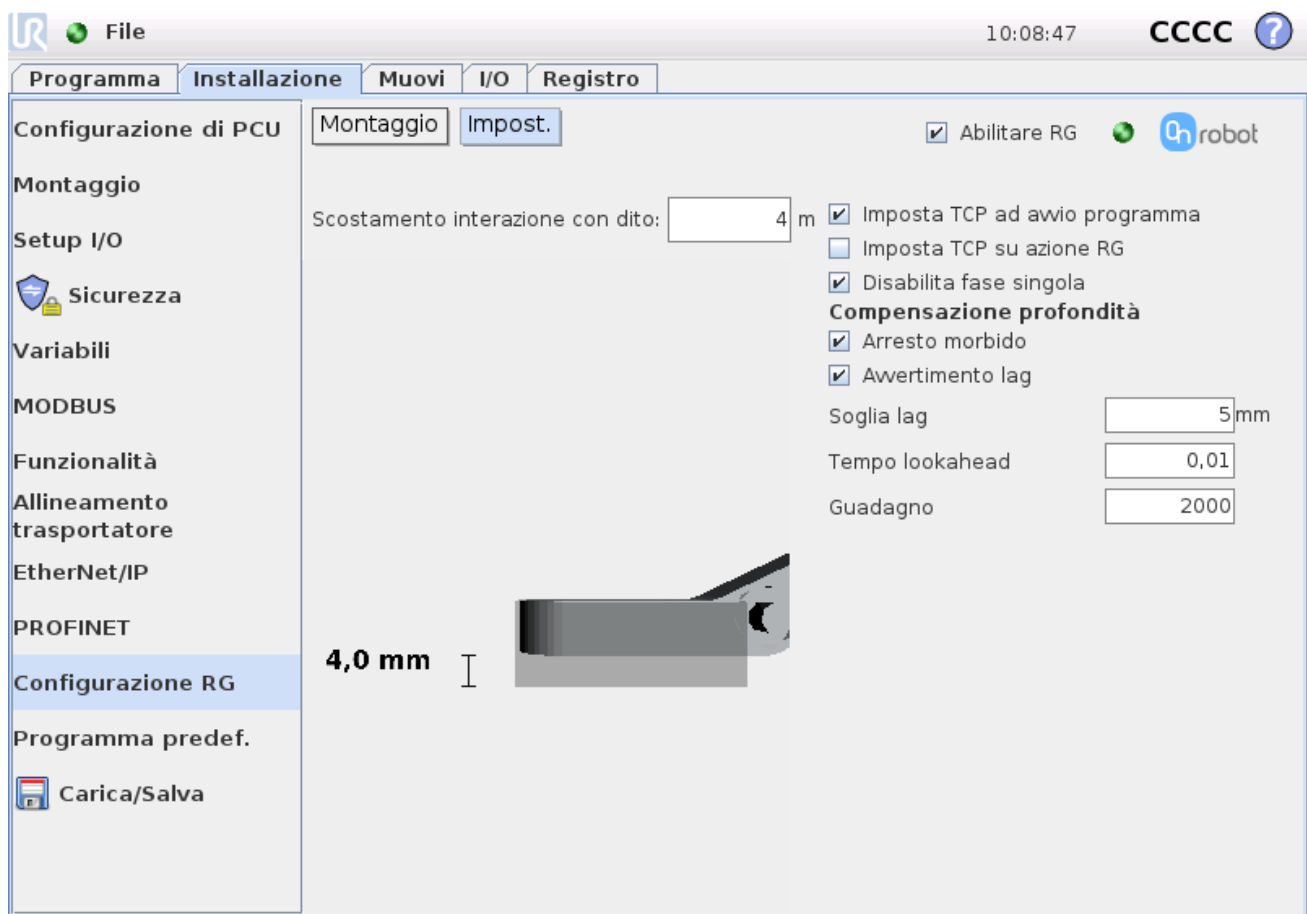 UR File 10:08:47 CCCC ?
Programma Installazione Muovi I/O Registro
Configurazione di PCU
Montaggio
Setup I/O
Sicurezza
Variabili
MODBUS
Funzionalità
Allineamento
trasportatore
EtherNet/IP
PROFINET
Configurazione RG
Programma predef.
Carica/Salva
Montaggio Impost.
Abilitare RG On robot
Scostamento interazione con dito: 4 m
4,0 mm
Imposta TCP ad avvio programma
Imposta TCP su azione RG
Disabilita fase singola
Compensazione profondità
Arresto morbido
Avvertimento lag
Soglia lag 5 mm
Tempo lookahead 0,01
Guadagno 2000